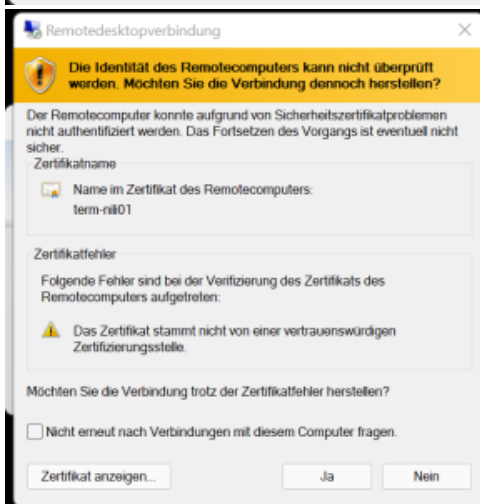 Remotedesktopverbindung
Die Identität des Remotecomputers kann nicht überprüft
werden. Möchten Sie die Verbindung dennoch herstellen?
Der Remotecomputer konnte aufgrund von Sicherheitszertifikatproblemen
nicht authentifiziert werden. Das Fortsetzen des Vorgangs ist eventuell nicht
sicher.
Zertifikatname
Name im Zertifikat des Remotecomputers:
term-nili01
Zertifikatfehler
Folgende Fehler sind bei der Verifizierung des Zertifikats des
Remotecomputers aufgetreten:
Das Zertifikat stammt nicht von einer vertrauenswürdigen
Zertifizierungsstelle.
Möchten Sie die Verbindung trotz der Zertifikatfehler herstellen?
Nicht erneut nach Verbindungen mit diesem Computer fragen.
Zertifikat anzeigen... Ja Nein